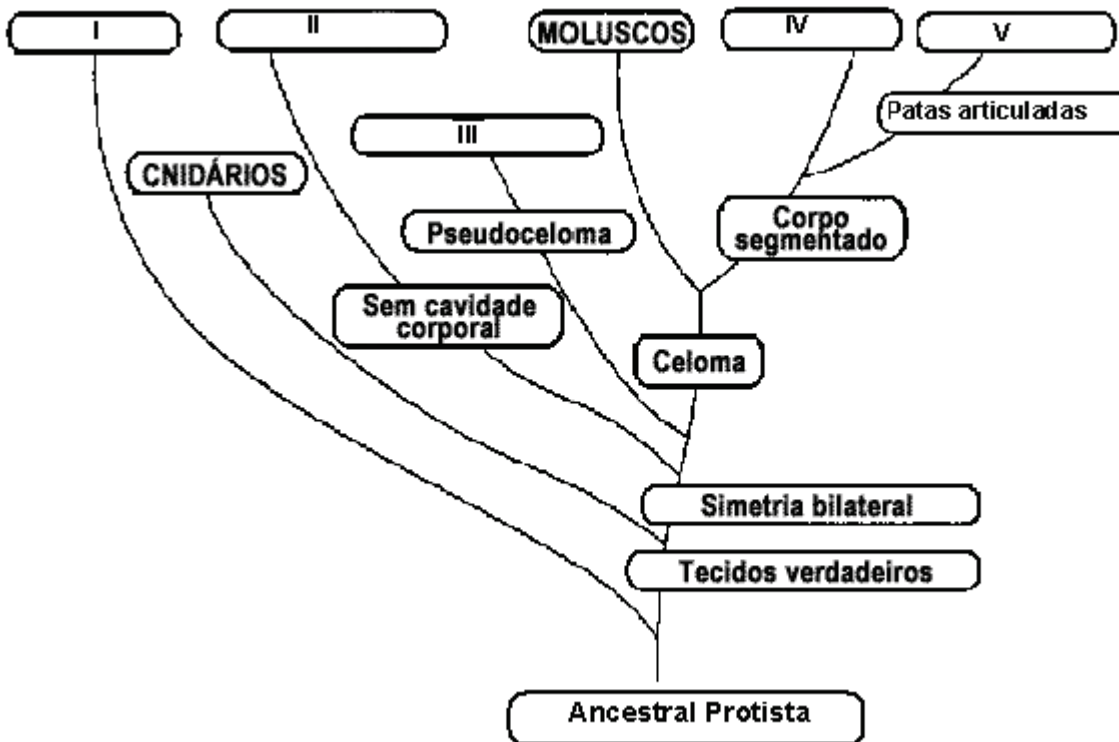 I
II
MOLUSCOS
IV
V
Patas articuladas
III
CNIDÁRIOS
Corpo
segmentado
Pseudoceloma
Sem cavidade
corporal
Celoma
Simetria bilateral
Tecidos verdadeiros
Ancestral Protista